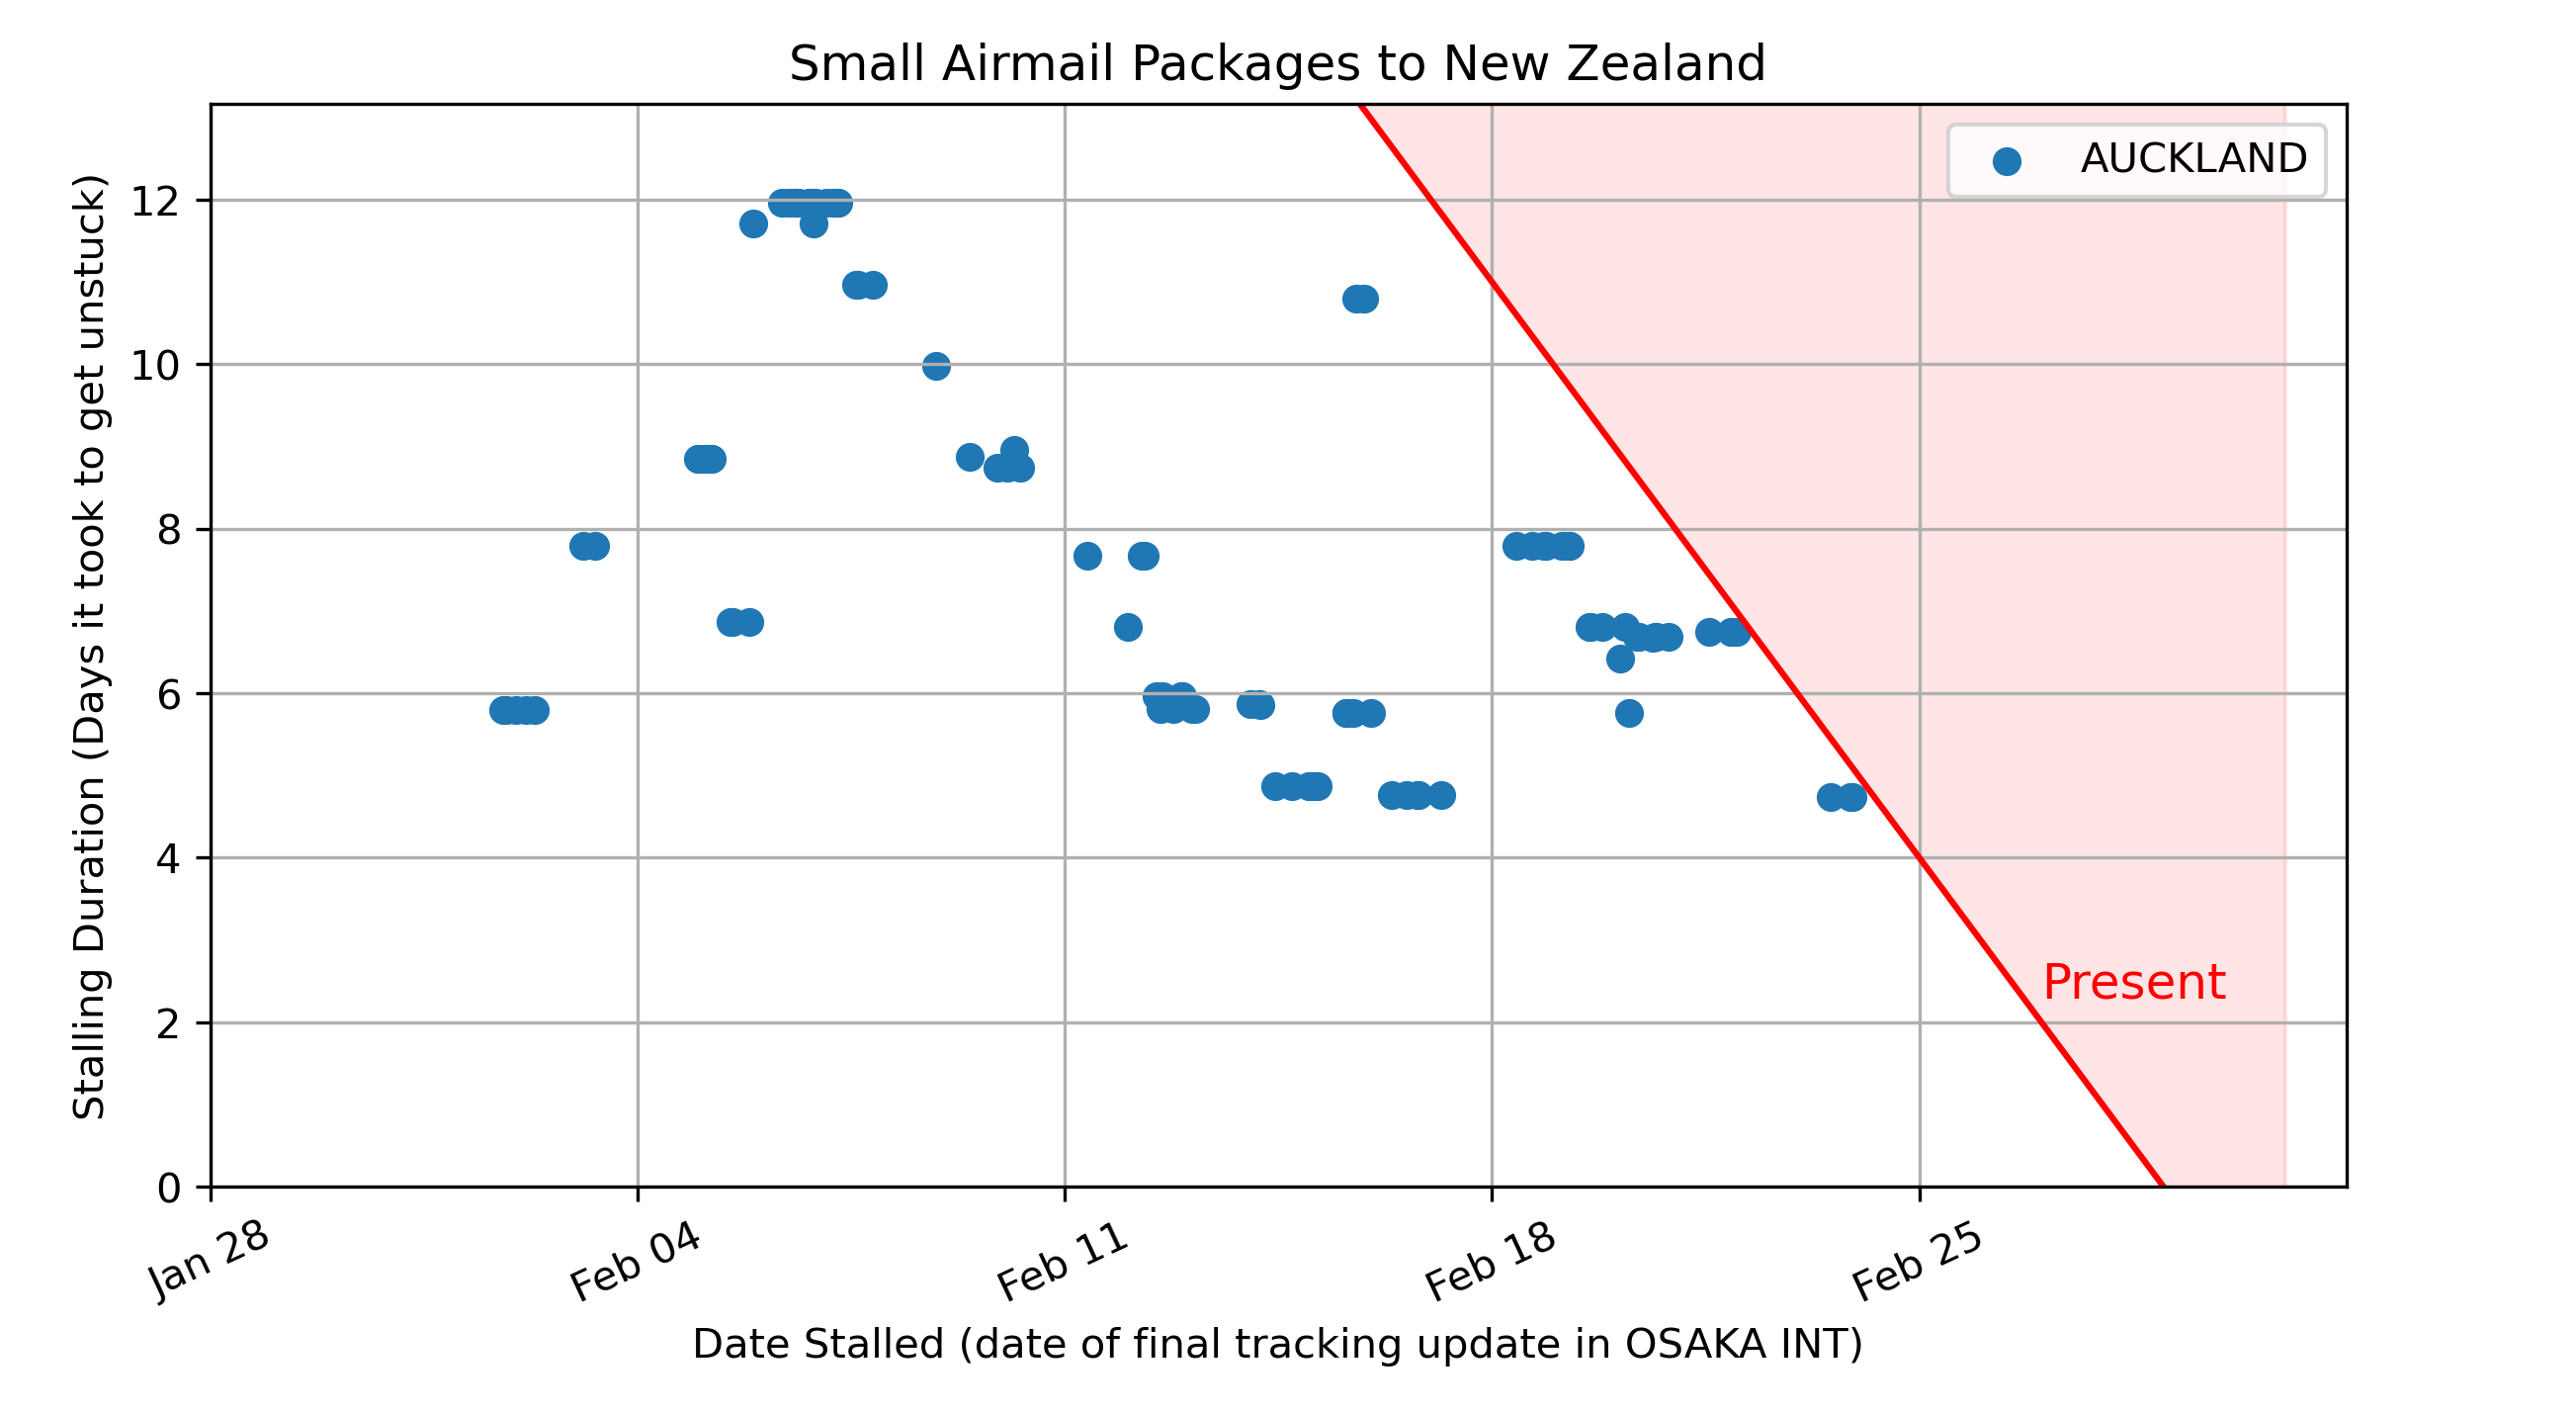 Small Airmail Packages to New Zealand
AUCKLAND
Stalling Duration (Days it took to get unstuck)
12
10
8
6
4
2
0
Present
Jan 28
Feb 04
Feb 11
Feb 18
Feb 25
Date Stalled (date of final tracking update in OSAKA INT)